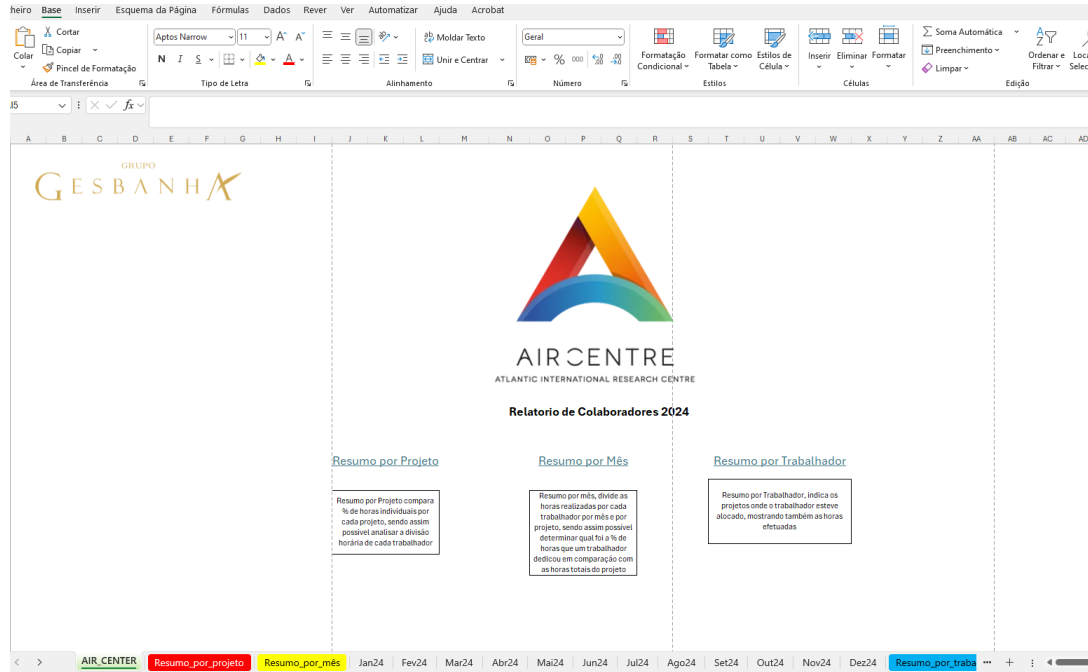 heiro Base Inserir Esquema da Página Fórmulas Dados Rever Ver Automatizar Ajuda Acrobat
Colar
Cortar
Copiar
Pincel de Formatação
Área de Transferência
Aptos Narrow 11 A A
N I S A
Tipo de Letra
ab Moldar Texto
Unir e Centrar
Alinhamento
Geral
% 000
Número
Formatação Condicional
Formatar como Tabela
Estilos de Célula
Estilos
Inserir Eliminar Formatar
Células
Soma Automática
Preenchimento
Limpar
Ordenar e Filtrar
Edição
fx
A B C D E F G H I J K L M N O P Q R S T U V W X Y Z AA AB AC AD
GRUPO
GESBANHA
AIR CENTRE
ATLANTIC INTERNATIONAL RESEARCH CENTRE
Relatorio de Colaboradores 2024
Resumo por Projeto
Resumo por Projeto compara
% de horas individuais por
cada projeto, sendo assim
possivel analisar a divisão
horária de cada trabalhador
Resumo por Mês
Resumo por mês, divide as
horas realizadas por cada
trabalhador por mês e por
projeto, sendo assim possível
determinar qual foi a % de
horas que um trabalhador
dedicou em comparação com
as horas totais do projeto
Resumo por Trabalhador
Resumo por Trabalhador, indica os
projetos onde o trabalhador esteve
alocado, mostrando também as horas
efetuadas
AIR_CENTER Resumo_por_projeto Resumo_por_mês Jan24 Fev24 Mar24 Abr24 Mai24 Jun24 Jul24 Ago24 Set24 Out24 Nov24 Dez24 Resumo_por_traba